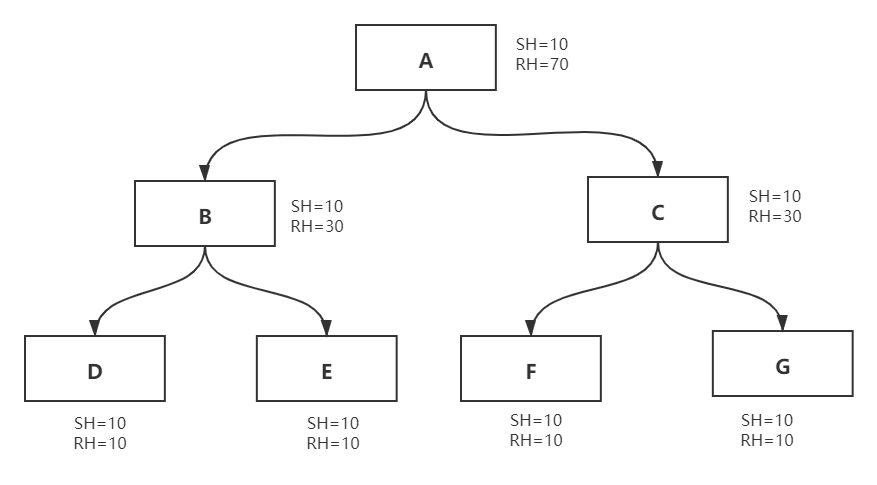 A
SH=10
RH=70
B
SH=10
RH=30
C
SH=10
RH=30
D
SH=10
RH=10
E
SH=10
RH=10
F
SH=10
RH=10
G
SH=10
RH=10